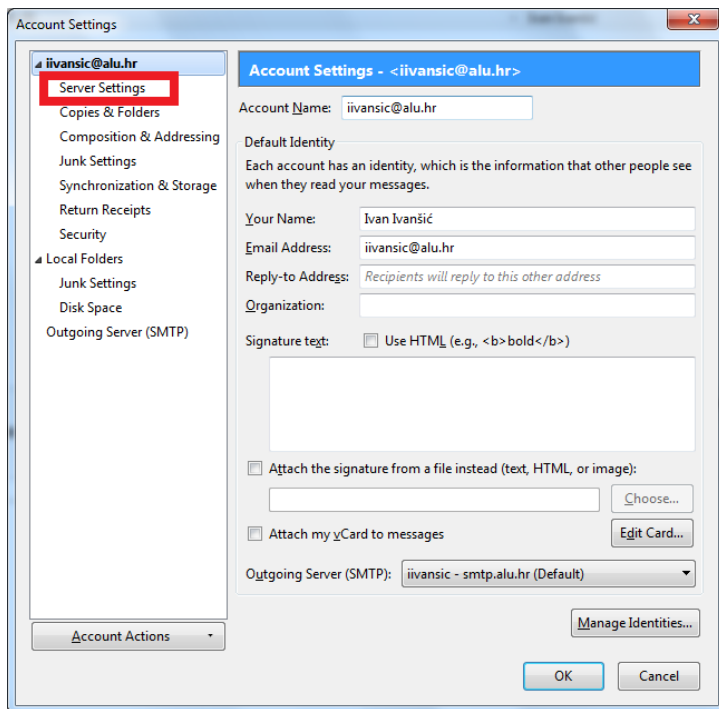 Account Settings
iivansic@alu.hr
Server Settings
Copies & Folders
Composition & Addressing
Junk Settings
Synchronization & Storage
Return Receipts
Security
Local Folders
Junk Settings
Disk Space
Outgoing Server (SMTP)
Account Actions
Account Settings - <iivansic@alu.hr>
Account Name: iivansic@alu.hr
Default Identity
Each account has an identity, which is the information that other people see
when they read your messages.
Your Name: Ivan Ivanšić
Email Address: iivansic@alu.hr
Reply-to Address: Recipients will reply to this other address
Organization:
Signature text: Use HTML (e.g., <b>bold</b>)
Attach the signature from a file instead (text, HTML, or image):
Choose...
Attach my vCard to messages Edit Card...
Outgoing Server (SMTP): iivansic - smtp.alu.hr (Default)
Manage Identities...
OK Cancel